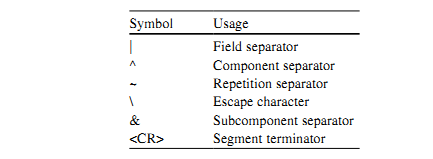 Symbol Usage
| Field separator
^ Component separator
~ Repetition separator
\ Escape character
& Subcomponent separator
<CR> Segment terminator